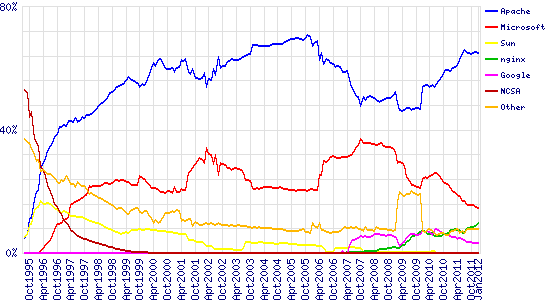 80%
40%
0%
Apache
Microsoft
Sun
nginx
Google
NCSA
Other
Oct1995
Apr1996
Oct1996
Apr1997
Oct1997
Apr1998
Oct1998
Apr1999
Oct1999
Apr2000
Oct2000
Apr2001
Oct2001
Apr2002
Oct2002
Apr2003
Oct2003
Apr2004
Oct2004
Apr2005
Oct2005
Apr2006
Oct2006
Apr2007
Oct2007
Apr2008
Oct2008
Apr2009
Oct2009
Apr2010
Oct2010
Apr2011
Oct2011
Jan2012